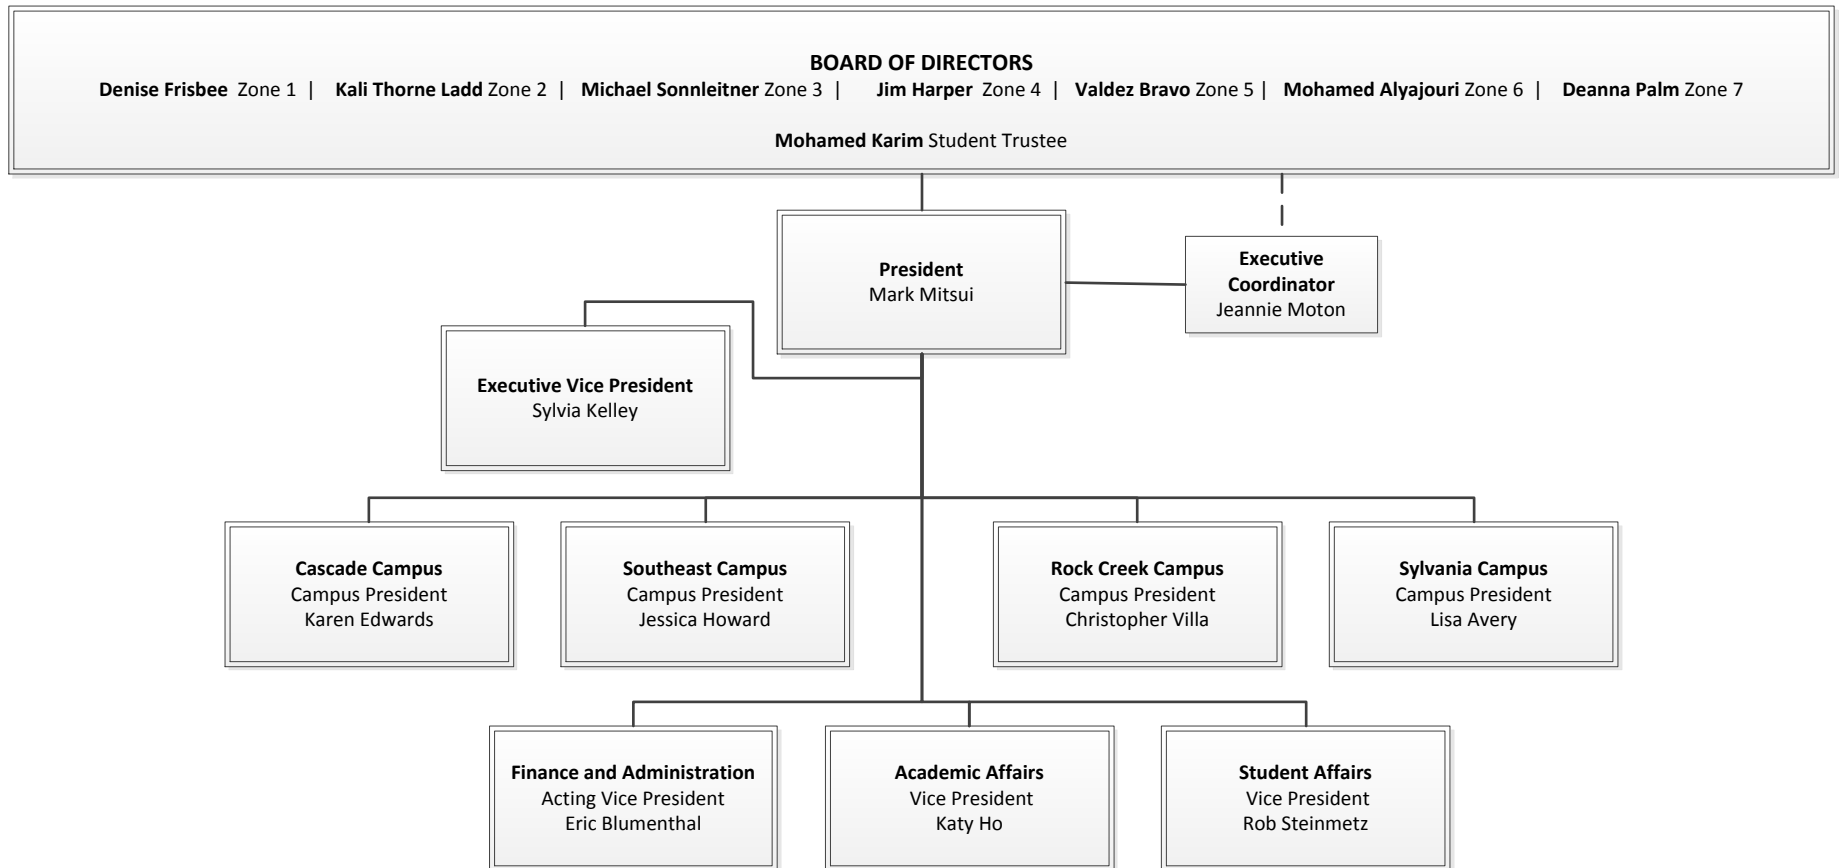 BOARD OF DIRECTORS
Denise Frisbee Zone 1 | Kali Thorne Ladd Zone 2 | Michael Sonnleitner Zone 3 | Jim Harper Zone 4 | Valdez Bravo Zone 5 | Mohamed Alyajouri Zone 6 | Deanna Palm Zone 7
Mohamed Karim Student Trustee
President
Mark Mitsui
Executive
Coordinator
Jeannie Moton
Executive Vice President
Sylvia Kelley
Cascade Campus
Campus President
Karen Edwards
Southeast Campus
Campus President
Jessica Howard
Rock Creek Campus
Campus President
Christopher Villa
Sylvania Campus
Campus President
Lisa Avery
Finance and Administration
Acting Vice President
Eric Blumenthal
Academic Affairs
Vice President
Katy Ho
Student Affairs
Vice President
Rob Steinmetz